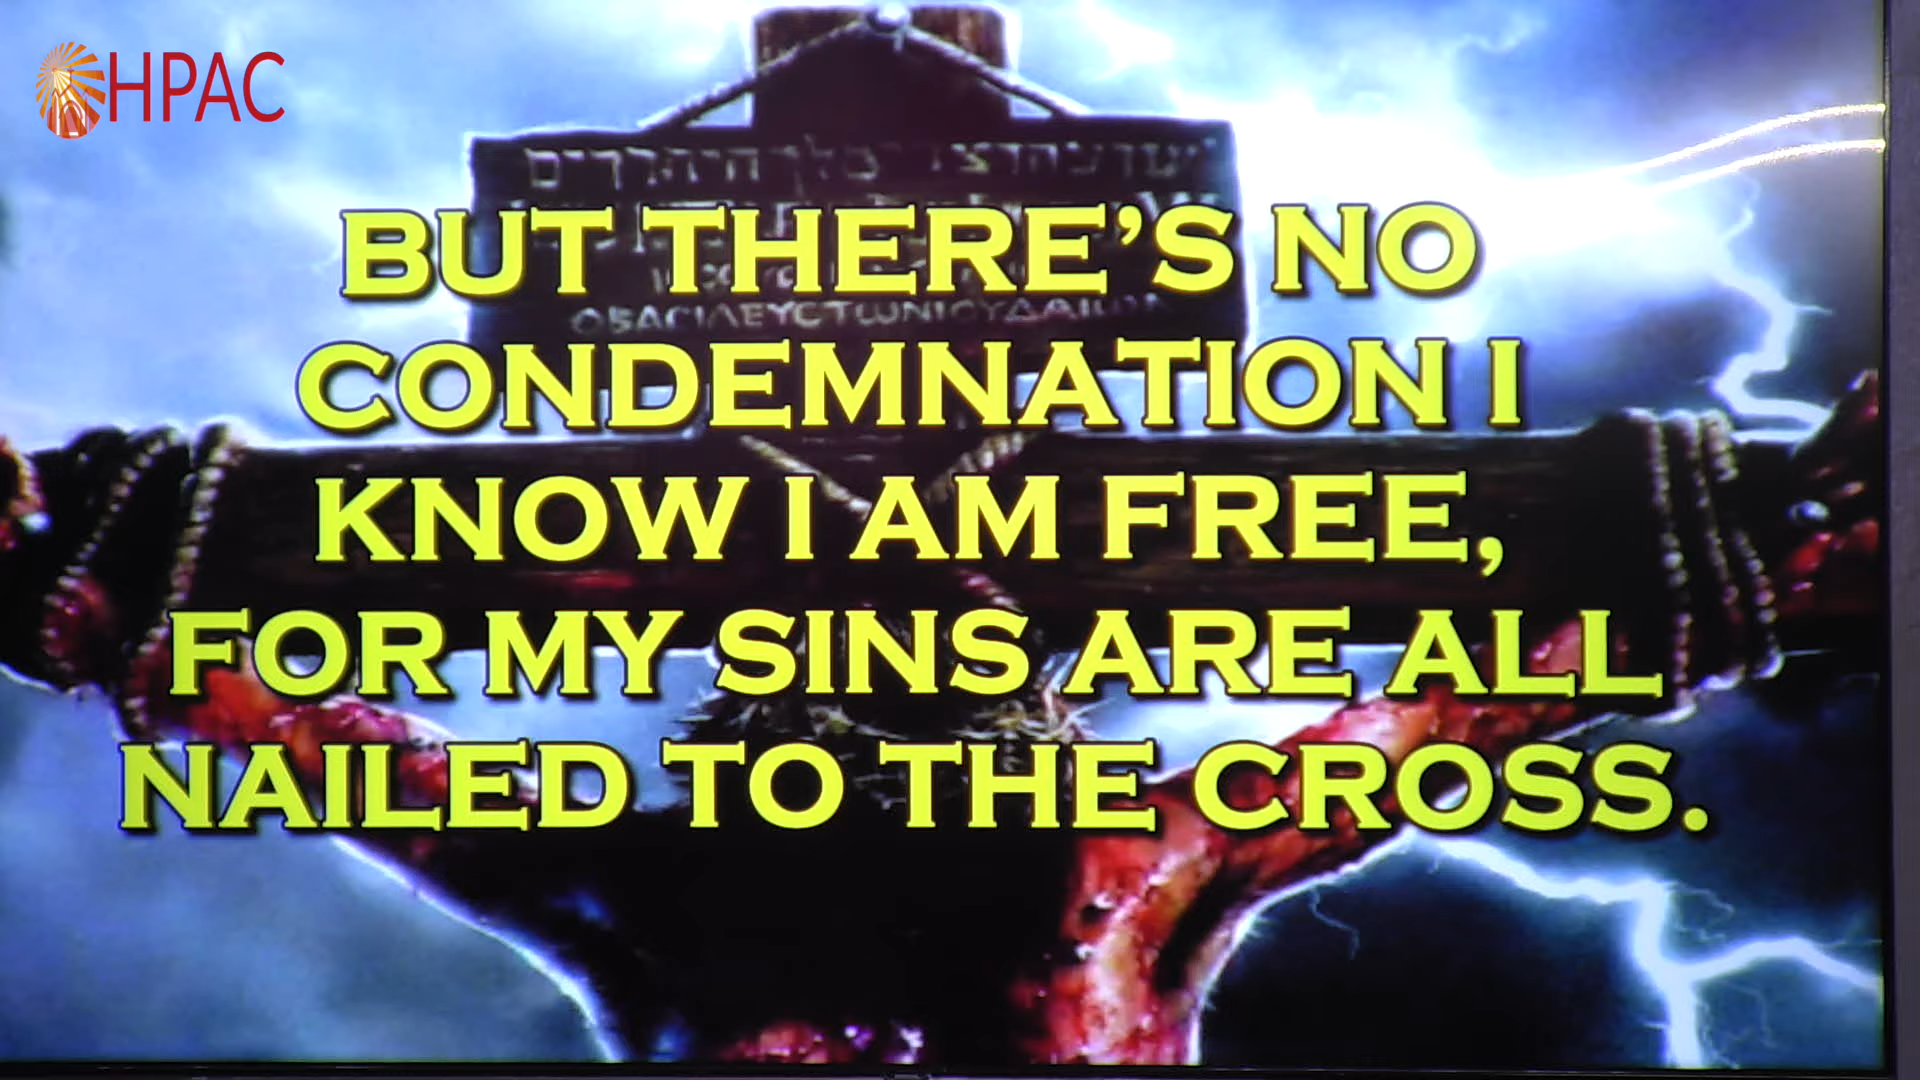 HPAC
BUT THERE'S NO
CONDEMNATION I
KNOW I AM FREE,
FOR MY SINS ARE ALL
NAILED TO THE CROSS.